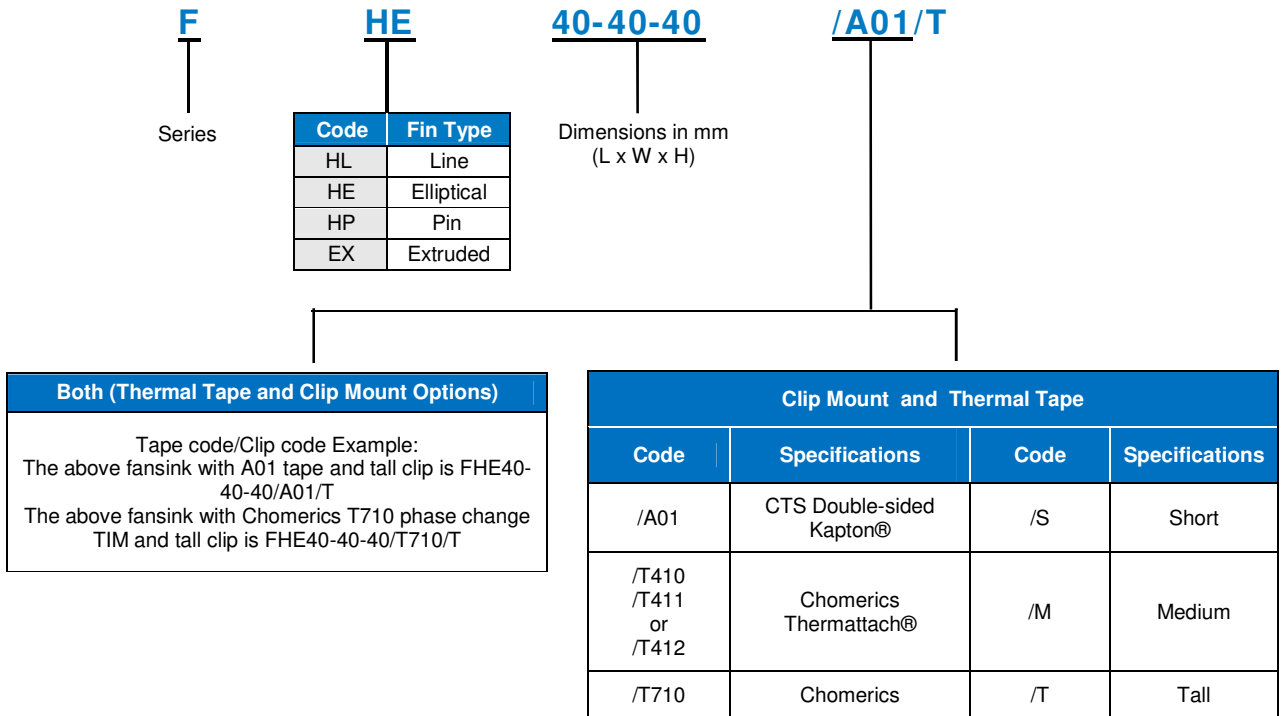 F HE 40-40-40 /A01/T
Series
Code Fin Type
HL Line
HE Elliptical
HP Pin
EX Extruded
Dimensions in mm
(L x W x H)
Both (Thermal Tape and Clip Mount Options)
Tape code/Clip code Example:
The above fansink with A01 tape and tall clip is FHE40-
40-40/A01/T
The above fansink with Chomerics T710 phase change
TIM and tall clip is FHE40-40-40/T710/T
Clip Mount and Thermal Tape
Code Specifications Code Specifications
/A01 CTS Double-sided
Kapton® /S Short
/T410
/T411
or
/T412 Chomerics
Thermattach® /M Medium
/T710 Chomerics /T Tall